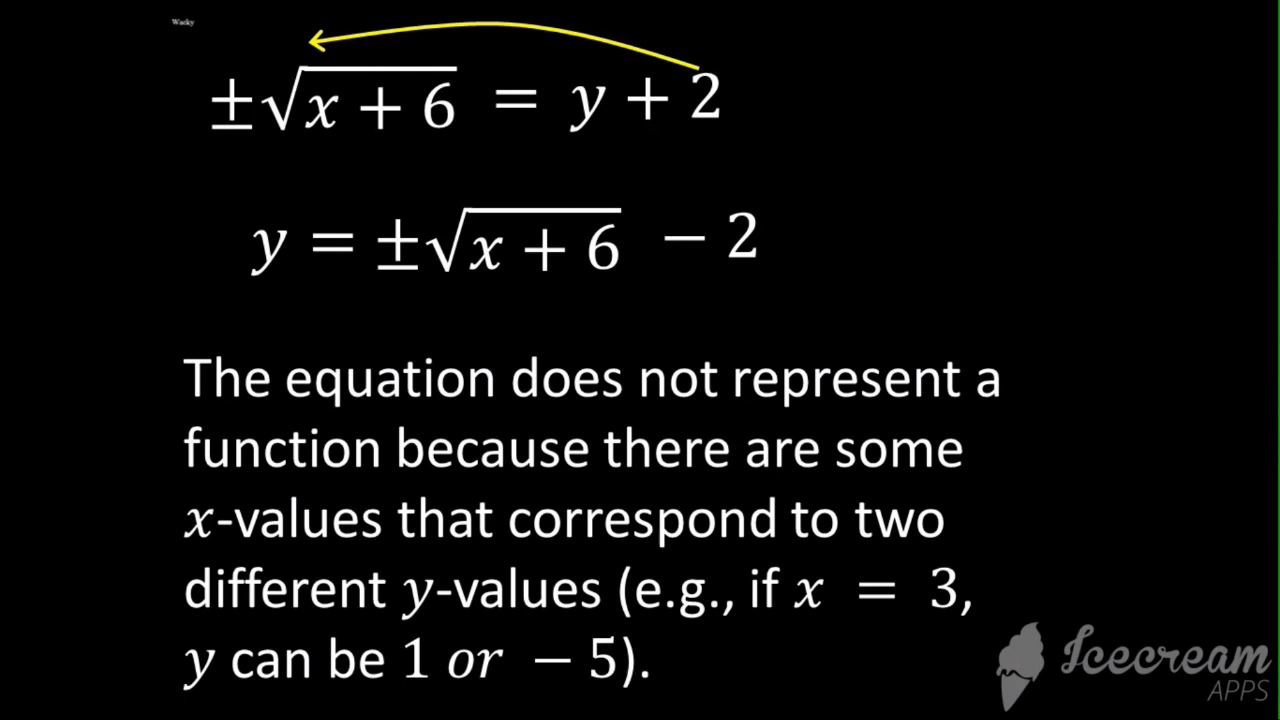 Wacky
±√x + 6 = y + 2
y = ±√x + 6 − 2
The equation does not represent a
function because there are some
x-values that correspond to two
different y-values (e.g., if x = 3,
y can be 1 or − 5).
Icecream
APPS